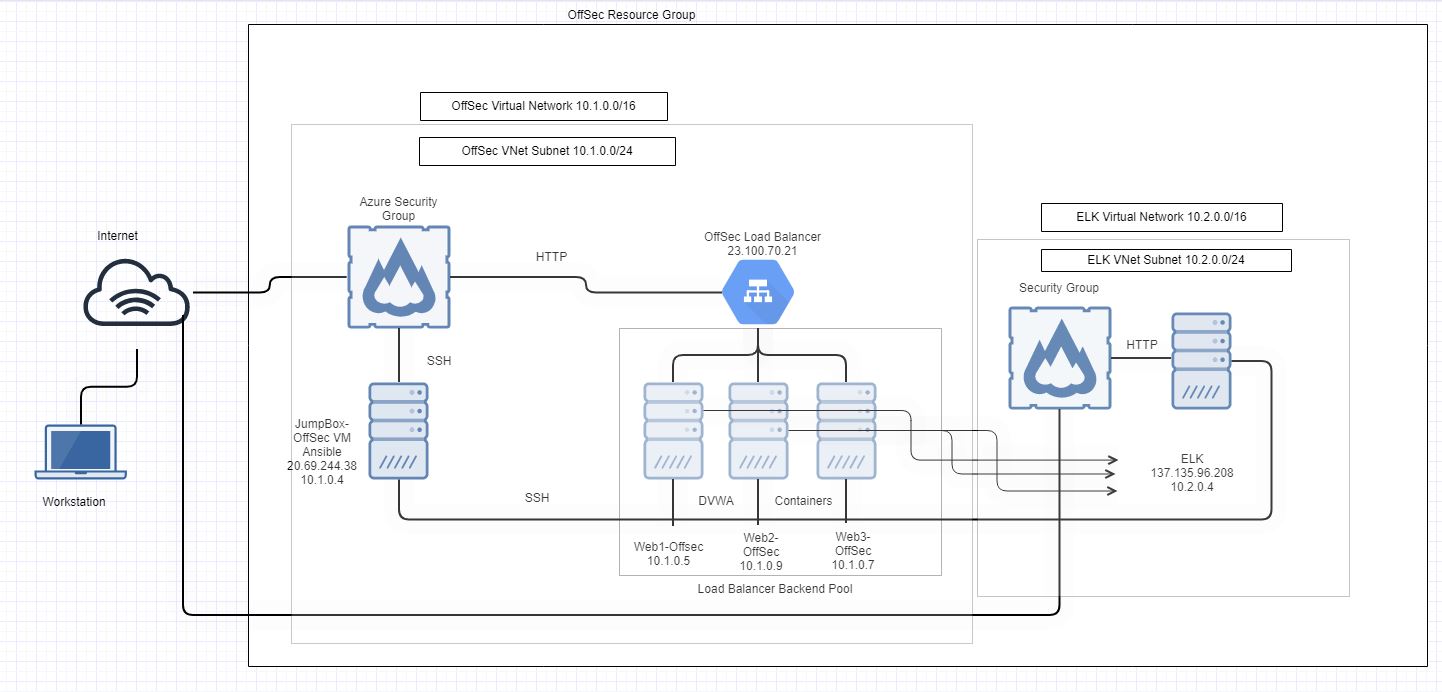 OffSec Resource Group
OffSec Virtual Network 10.1.0.0/16
OffSec VNet Subnet 10.1.0.0/24
Azure Security
Group
HTTP
OffSec Load Balancer
23.100.70.21
Internet
Workstation
SSH
JumpBox-
OffSec VM
Ansible
20.69.244.38
10.1.0.4
SSH
DVWA
Containers
Web1-Offsec
10.1.0.5
Web2-
OffSec
10.1.0.9
Web3-
OffSec
10.1.0.7
Load Balancer Backend Pool
ELK Virtual Network 10.2.0.0/16
ELK VNet Subnet 10.2.0.0/24
Security Group
HTTP
ELK
137.135.96.208
10.2.0.4